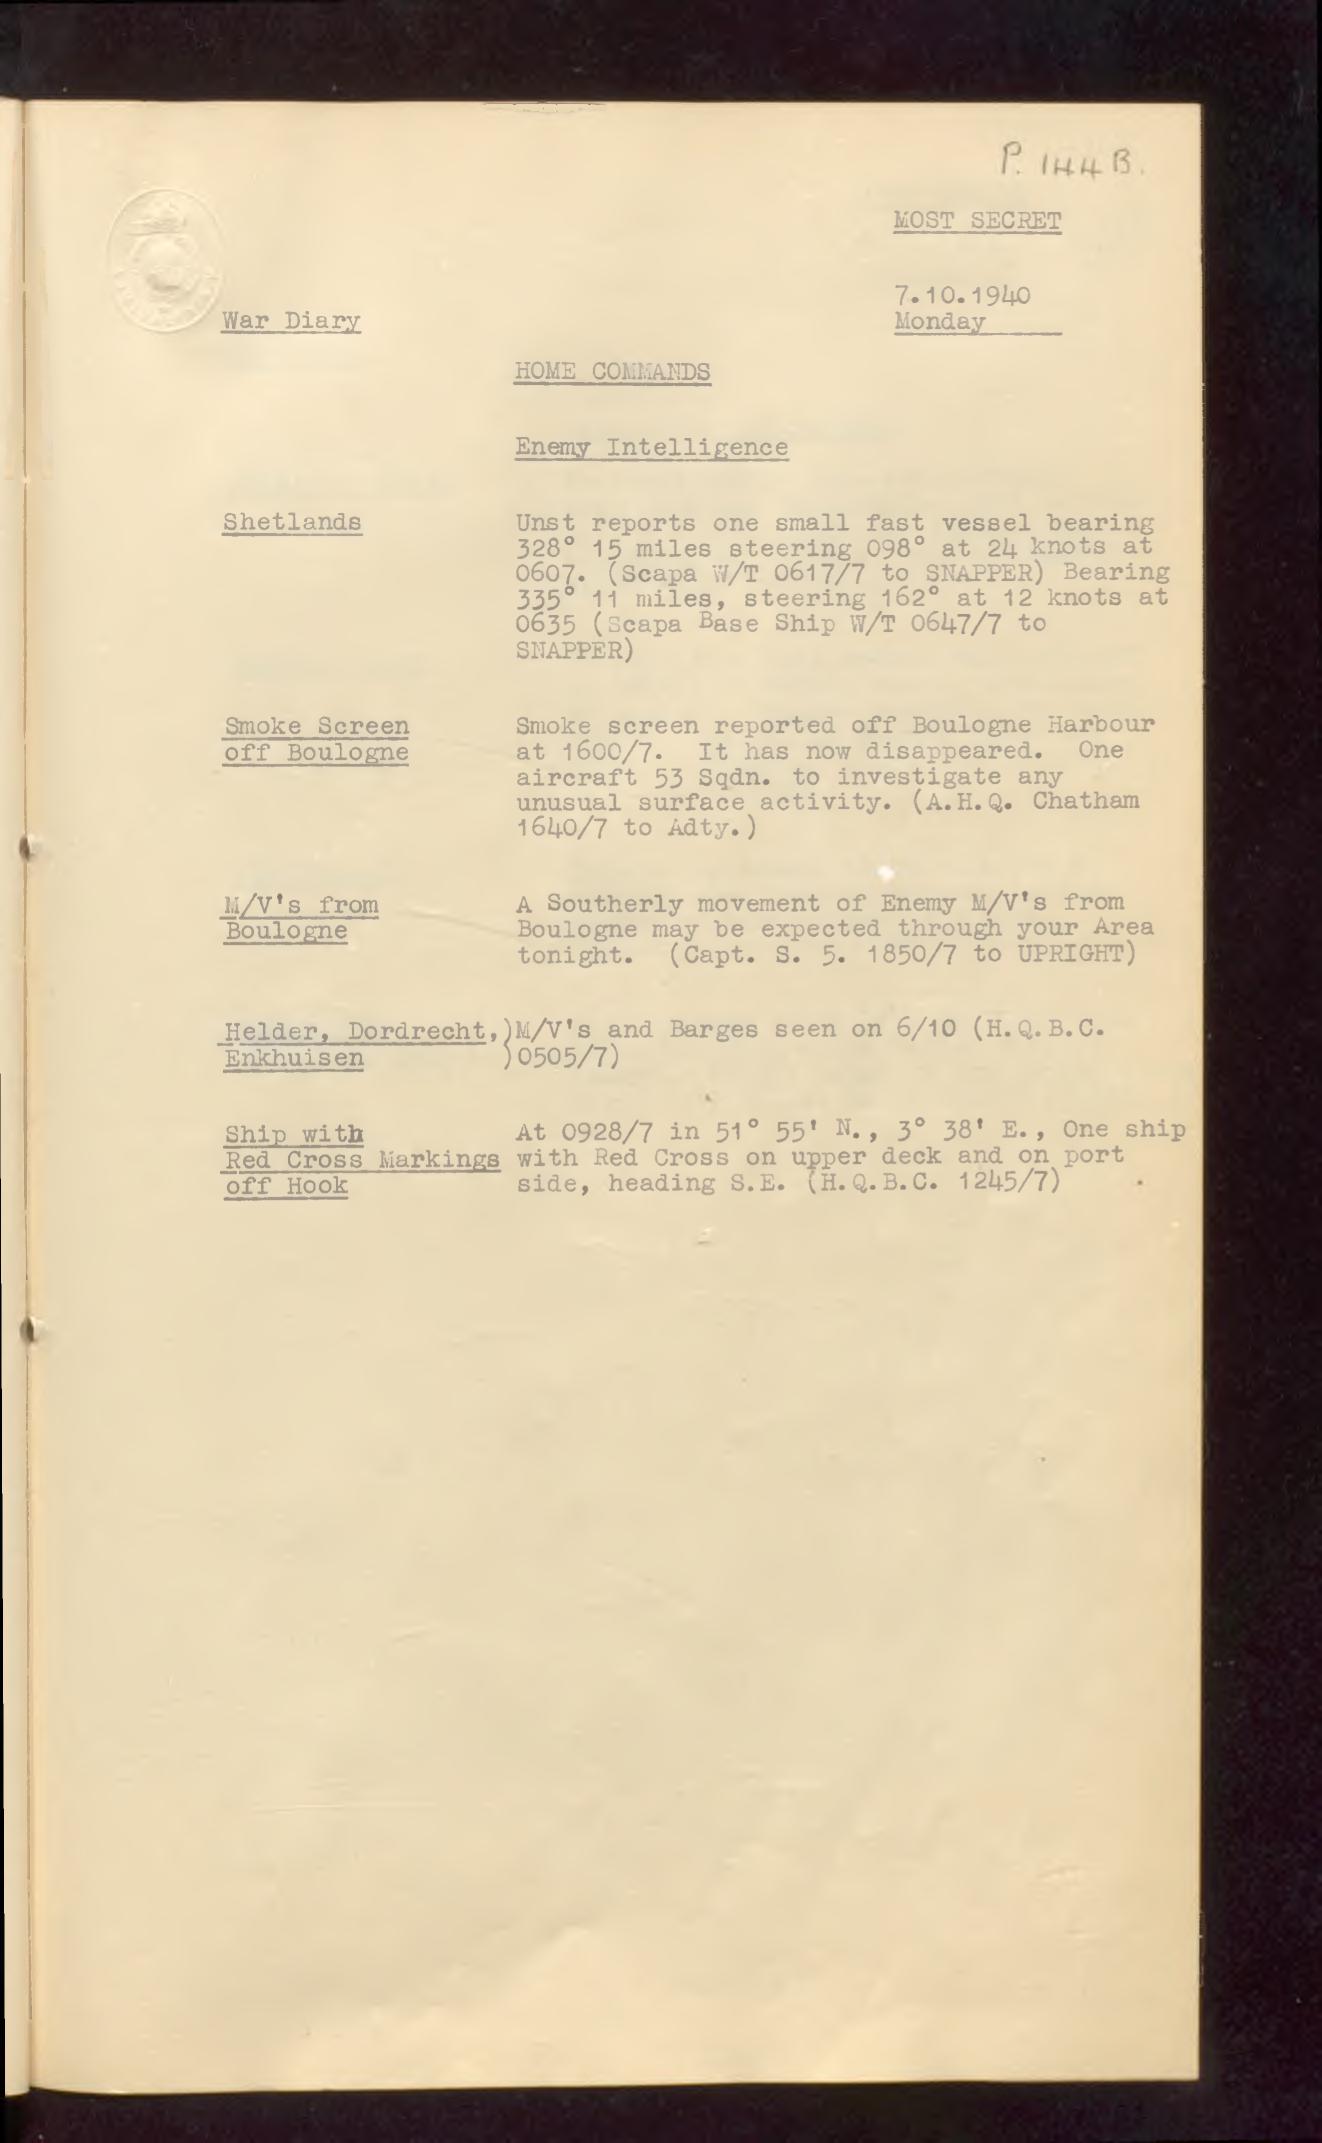 P. 144B.
MOST SECRET
7.10.1940
War Diary Monday
HOME COMMANDS
Enemy Intelligence
Shetlands Unst reports one small fast vessel bearing
328° 15 miles steering 098° at 24 knots at
0607. (Scapa W/T 0617/7 to SNAPPER) Bearing
335° 11 miles, steering 162° at 12 knots at
0635 (Scapa Base Ship W/T 0647/7 to
SNAPPER)
Smoke Screen Smoke screen reported off Boulogne Harbour
off Boulogne at 1600/7. It has now disappeared. One
aircraft 53 Sqdn. to investigate any
unusual surface activity. (A.H.Q. Chatham
1640/7 to Adty.)
M/V's from A Southerly movement of Enemy M/V's from
Boulogne Boulogne may be expected through your Area
tonight. (Capt. S. 5. 1850/7 to UPRIGHT)
Helder, Dordrecht,)M/V's and Barges seen on 6/10 (H.Q.B.C.
Enkhuisen )0505/7)
Ship with At 0928/7 in 51° 55' N., 3° 38' E., One ship
Red Cross Markings with Red Cross on upper deck and on port
off Hook side, heading S.E. (H.Q.B.C. 1245/7)